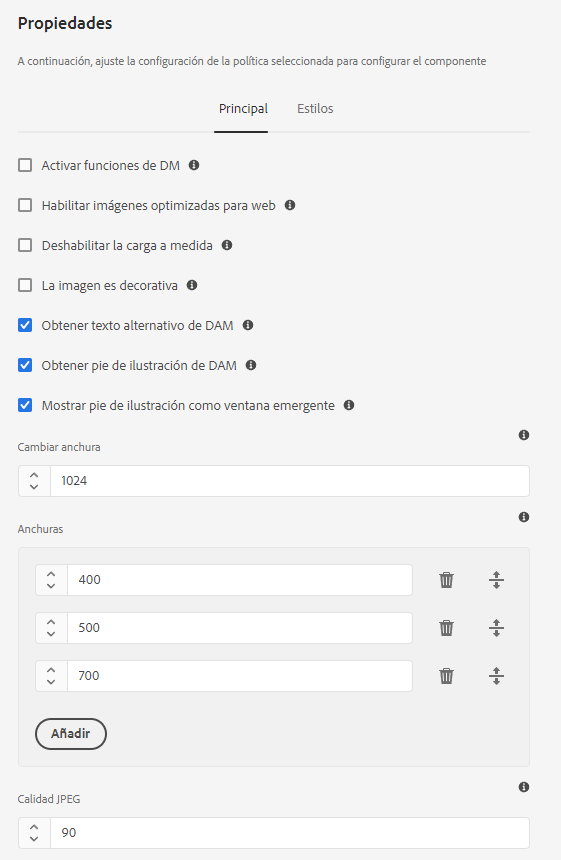 Propiedades
A continuación, ajuste la configuración de la política seleccionada para configurar el componente
Principal Estilos
Activar funciones de DM
Habilitar imágenes optimizadas para web
Deshabilitar la carga a medida
La imagen es decorativa
Obtener texto alternativo de DAM
Obtener pie de ilustración de DAM
Mostrar pie de ilustración como ventana emergente
Cambiar anchura
1024
Anchuras
400
500
700
Añadir
Calidad JPEG
90